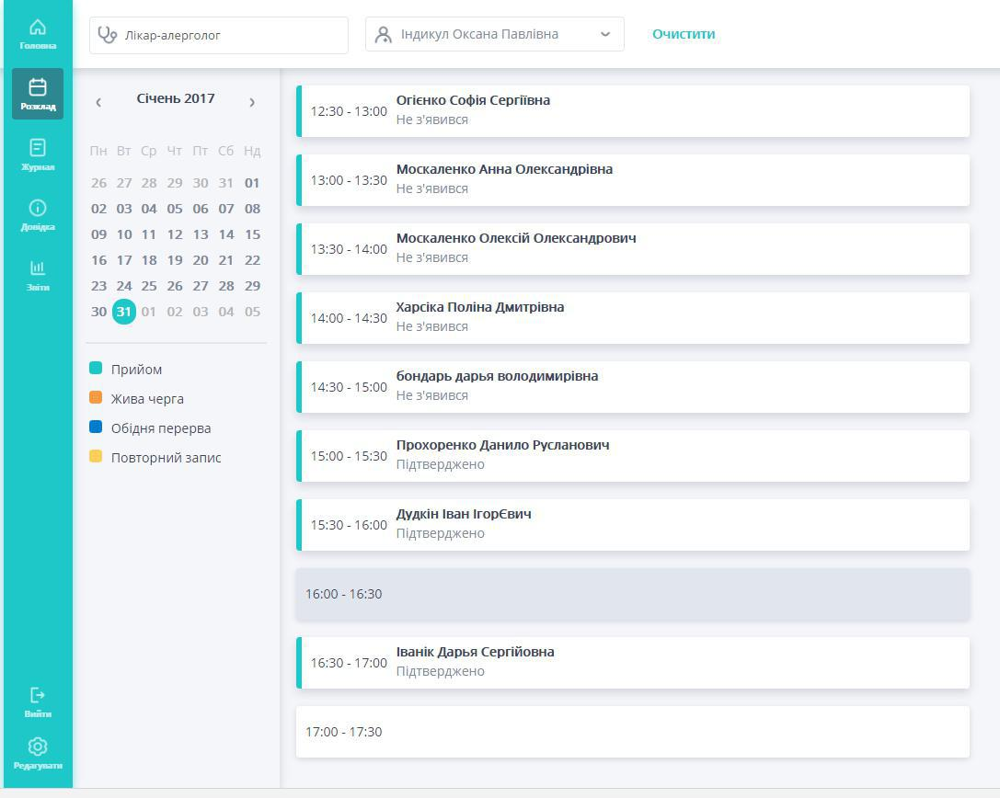 Головна
Розклад
Журнал
Довідка
Звіти
Вийти
Редагувати
Лікар-алерголог
Індикул Оксана Павлівна
Очистити
Січень 2017
Пн Вт Ср Чт Пт Сб Нд
26 27 28 29 30 31 01
02 03 04 05 06 07 08
09 10 11 12 13 14 15
16 17 18 19 20 21 22
23 24 25 26 27 28 29
30 31 01 02 03 04 05
Прийом
Жива черга
Обідня перерва
Повторний запис
12:30 - 13:00 Огієнко Софія Сергіївна
Не з'явився
13:00 - 13:30 Москаленко Анна Олександрівна
Не з'явився
13:30 - 14:00 Москаленко Олексій Олександрович
Не з'явився
14:00 - 14:30 Харсіка Поліна Дмитрівна
Не з'явився
14:30 - 15:00 бондарь дарья володимирівна
Не з'явився
15:00 - 15:30 Прохоренко Данило Русланович
Підтверджено
15:30 - 16:00 Дудкін Іван ІгорЄвич
Підтверджено
16:00 - 16:30
16:30 - 17:00 Іванік Дарья Сергійовна
Підтверджено
17:00 - 17:30